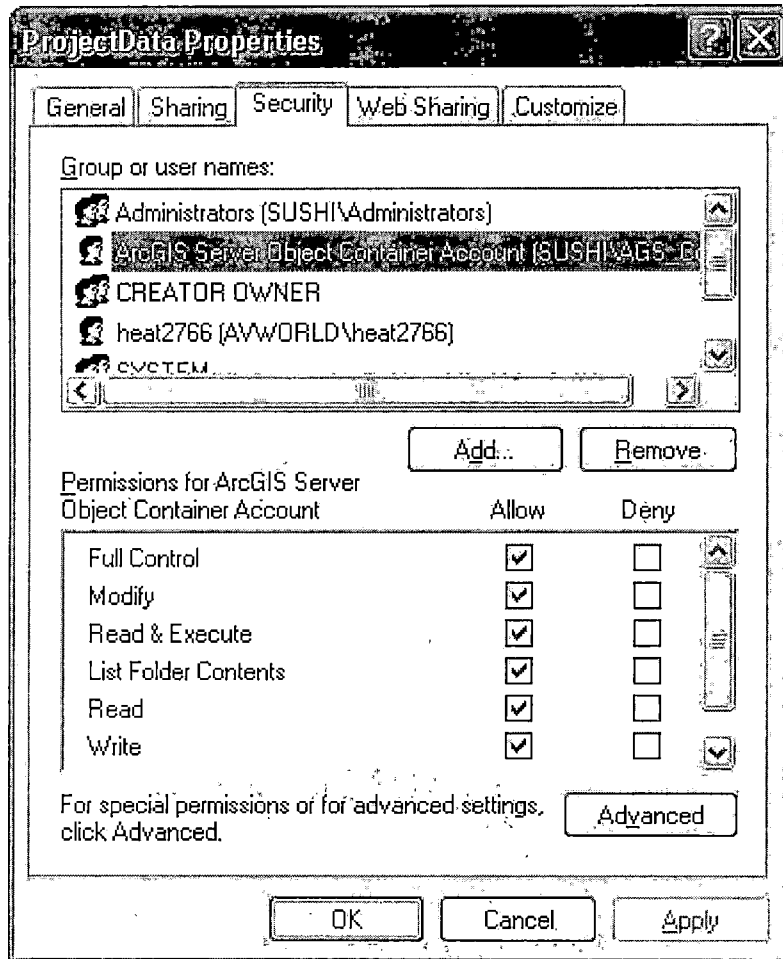 ProjectData Properties
General Sharing Security Web Sharing Customize
Group or user names:
Administrators (SUSHI\Administrators)
ArcGIS Server Object Container Account (SUSHI\AGS_
CREATOR OWNER
heat2766 (AVWORLD\heat2766)
SYSTEM
Add... Remove
Permissions for ArcGIS Server
Object Container Account Allow Deny
Full Control
Modify
Read & Execute
List Folder Contents
Read
Write
For special permissions or for advanced settings,
click Advanced.
Advanced
OK Cancel Apply